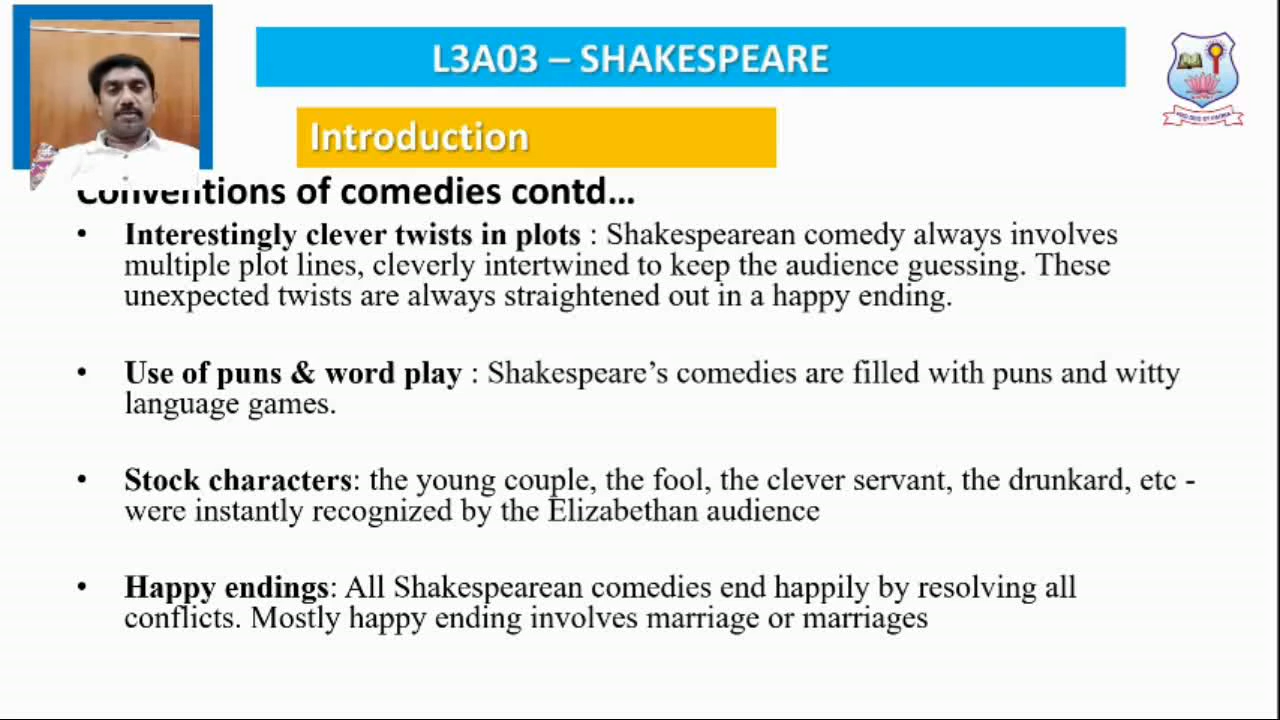 L3A03 – SHAKESPEARE
Introduction
Conventions of comedies contd...
• Interestingly clever twists in plots : Shakespearean comedy always involves
multiple plot lines, cleverly intertwined to keep the audience guessing. These
unexpected twists are always straightened out in a happy ending.
• Use of puns & word play : Shakespeare’s comedies are filled with puns and witty
language games.
• Stock characters: the young couple, the fool, the clever servant, the drunkard, etc -
were instantly recognized by the Elizabethan audience
• Happy endings: All Shakespearean comedies end happily by resolving all
conflicts. Mostly happy ending involves marriage or marriages